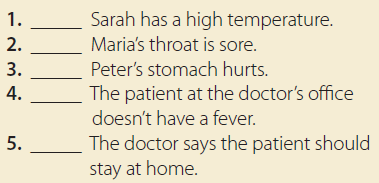 1. ______ Sarah has a high temperature.
2. ______ Maria’s throat is sore.
3. ______ Peter’s stomach hurts.
4. ______ The patient at the doctor’s office
doesn’t have a fever.
5. ______ The doctor says the patient should
stay at home.